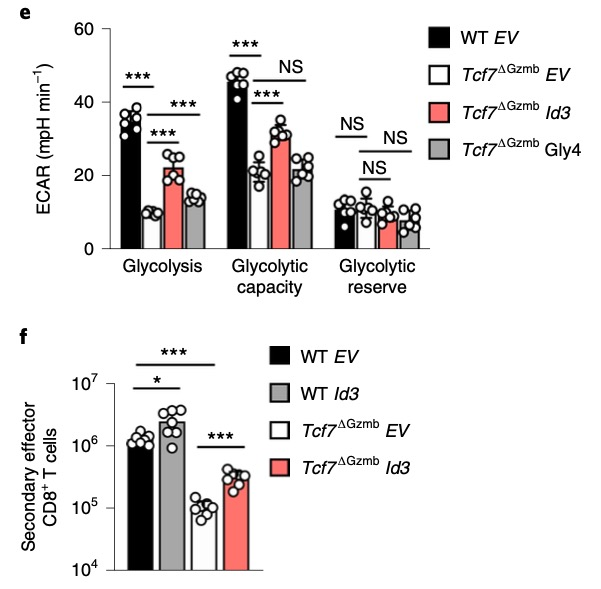 e
60
40
20
0
ECAR (mpH min⁻¹)
***
***
***
***
NS
***
NS
NS
NS
Glycolysis
Glycolytic
capacity
Glycolytic
reserve
WT EV
Tcf7ΔGzmb EV
Tcf7ΔGzmb Id3
Tcf7ΔGzmb Gly4
f
10⁷
10⁶
10⁵
10⁴
Secondary effector
CD8⁺ T cells
***
*
***
WT EV
WT Id3
Tcf7ΔGzmb EV
Tcf7ΔGzmb Id3